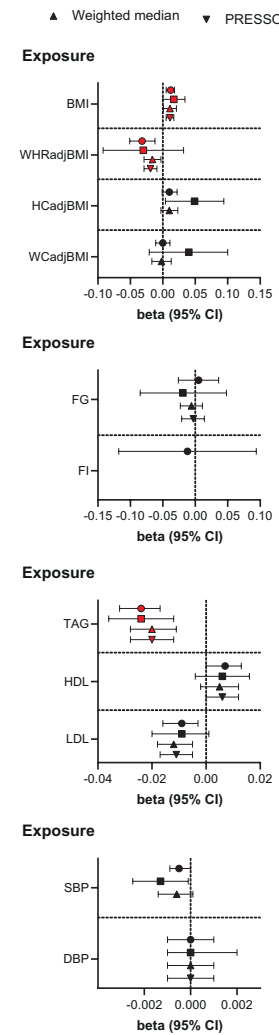 Weighted median PRESSO
Exposure
BMI
WHRadjBMI
HCadjBMI
WCadjBMI
-0.10 -0.05 0.00 0.05 0.10 0.15
beta (95% CI)
Exposure
FG
FI
-0.15 -0.10 -0.05 0.00 0.05 0.10
beta (95% CI)
Exposure
TAG
HDL
LDL
-0.04 -0.02 0.00 0.02
beta (95% CI)
Exposure
SBP
DBP
-0.002 0.000 0.002
beta (95% CI)